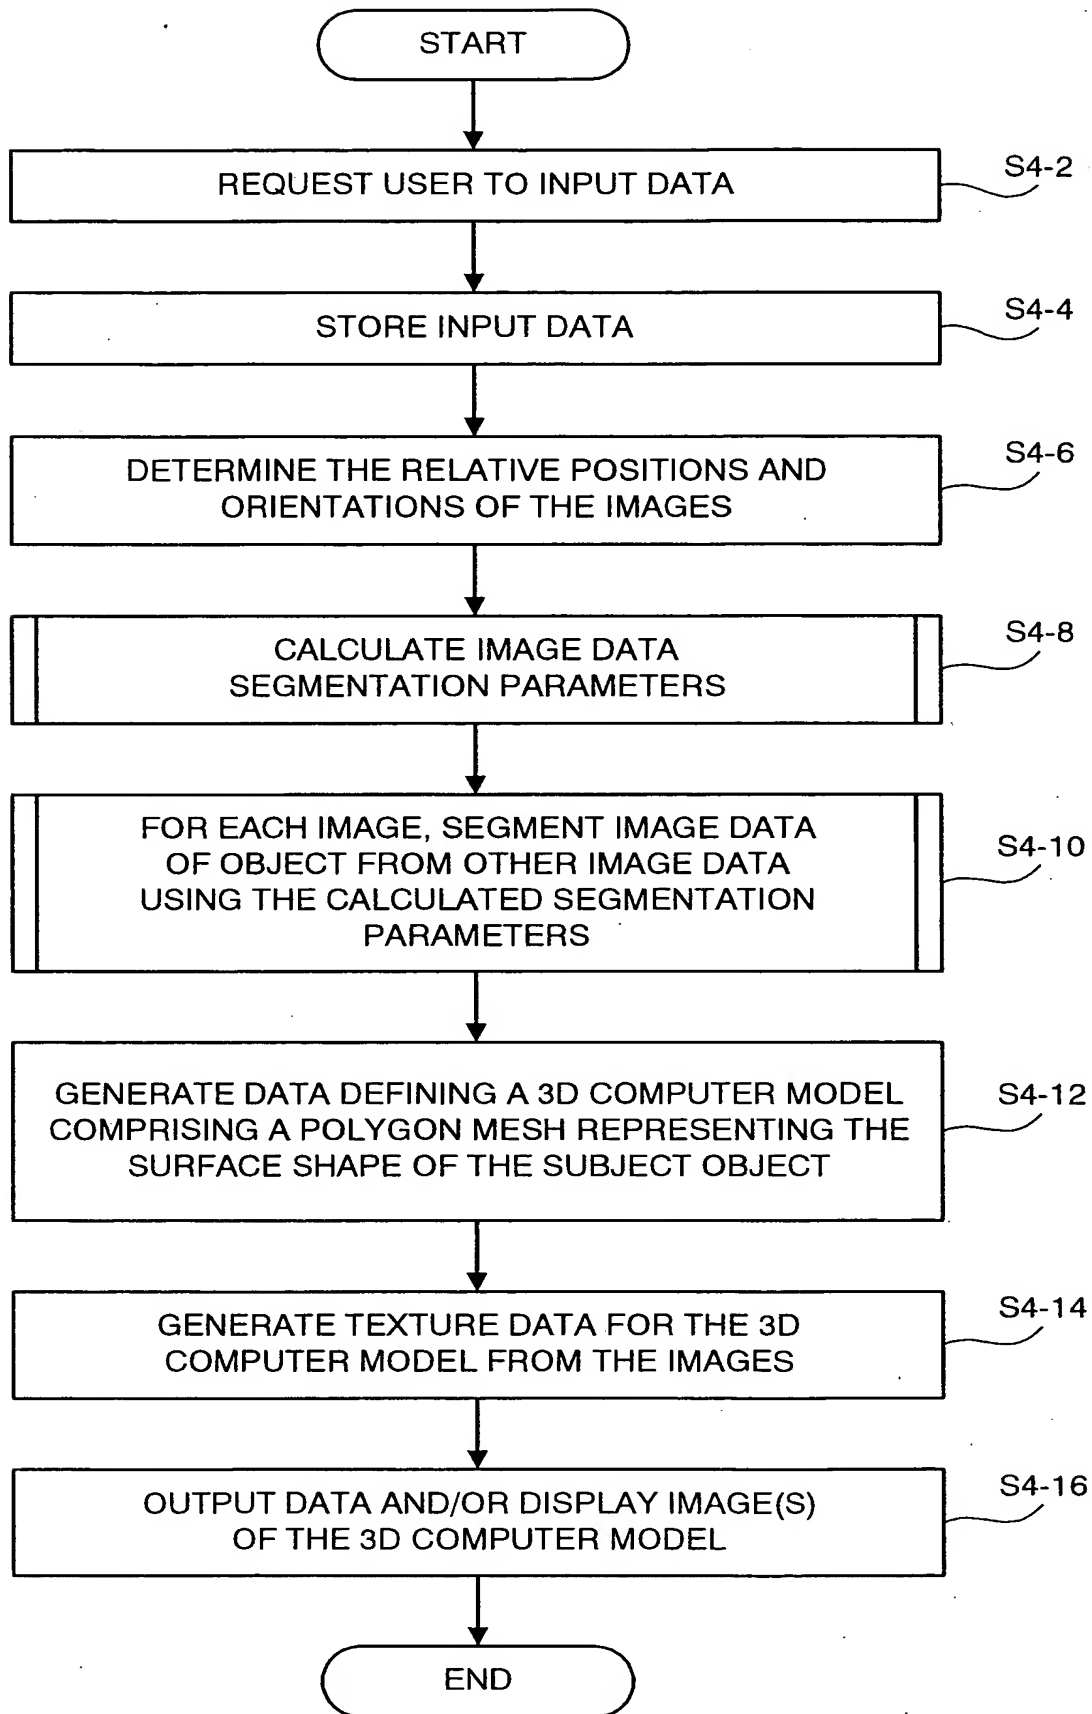 START
REQUEST USER TO INPUT DATA
S4-2
STORE INPUT DATA
S4-4
DETERMINE THE RELATIVE POSITIONS AND
ORIENTATIONS OF THE IMAGES
S4-6
CALCULATE IMAGE DATA
SEGMENTATION PARAMETERS
S4-8
FOR EACH IMAGE, SEGMENT IMAGE DATA
OF OBJECT FROM OTHER IMAGE DATA
USING THE CALCULATED SEGMENTATION
PARAMETERS
S4-10
GENERATE DATA DEFINING A 3D COMPUTER MODEL
COMPRISING A POLYGON MESH REPRESENTING THE
SURFACE SHAPE OF THE SUBJECT OBJECT
S4-12
GENERATE TEXTURE DATA FOR THE 3D
COMPUTER MODEL FROM THE IMAGES
S4-14
OUTPUT DATA AND/OR DISPLAY IMAGE(S)
OF THE 3D COMPUTER MODEL
S4-16
END